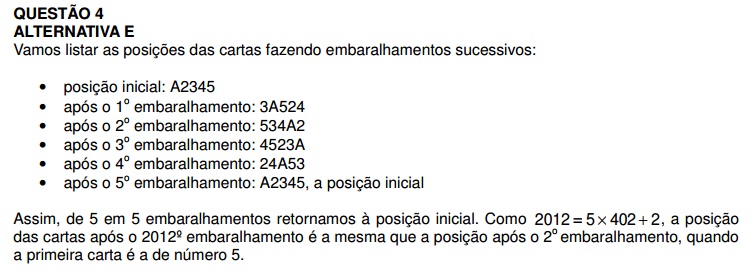 QUESTÃO 4
ALTERNATIVA E
Vamos listar as posições das cartas fazendo embaralhamentos sucessivos:
• posição inicial: A2345
• após o 1º embaralhamento: 3A524
• após o 2º embaralhamento: 534A2
• após o 3º embaralhamento: 4523A
• após o 4º embaralhamento: 24A53
• após o 5º embaralhamento: A2345, a posição inicial
Assim, de 5 em 5 embaralhamentos retornamos à posição inicial. Como 2012 = 5 × 402 + 2, a posição
das cartas após o 2012º embaralhamento é a mesma que a posição após o 2º embaralhamento, quando
a primeira carta é a de número 5.